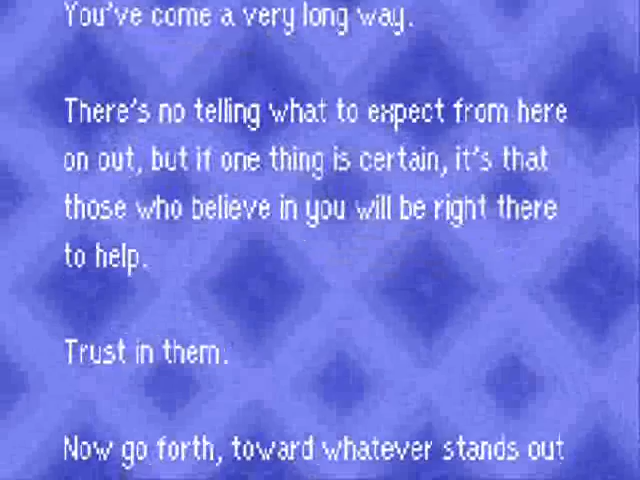 You've come a very long way.
There's no telling what to expect from here
on out, but if one thing is certain, it's that
those who believe in you will be right there
to help.
Trust in them.
Now go forth, toward whatever stands out